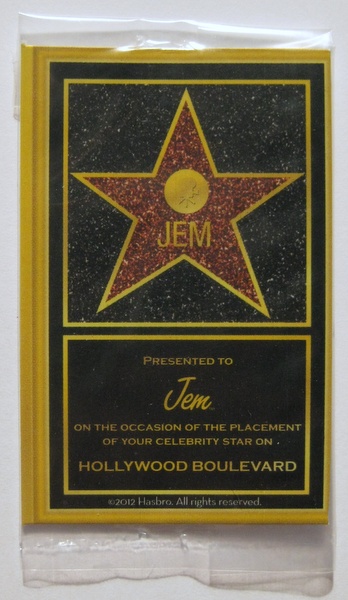 JEM
PRESENTED TO
Jem
ON THE OCCASION OF THE PLACEMENT
OF YOUR CELEBRITY STAR ON
HOLLYWOOD BOULEVARD
©2012 Hasbro. All rights reserved.